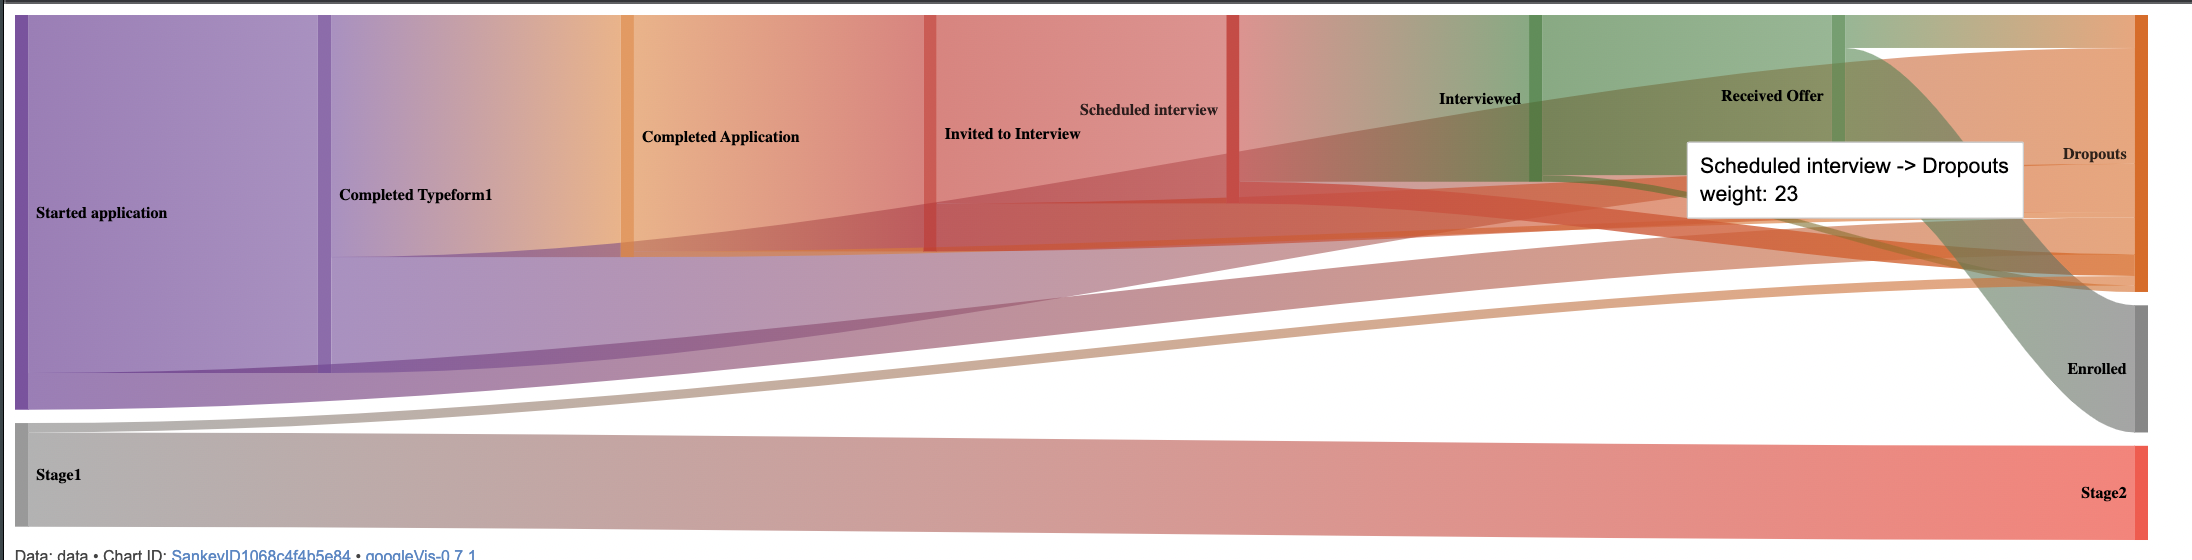 Started application
Completed Typeform1
Completed Application
Invited to Interview
Scheduled interview
Interviewed
Received Offer
Dropouts
Scheduled interview -> Dropouts
weight: 23
Enrolled
Stage1
Stage2
Data: data • Chart ID: SankeyID1068c4f4b5e84 • googleVis-0.7.1